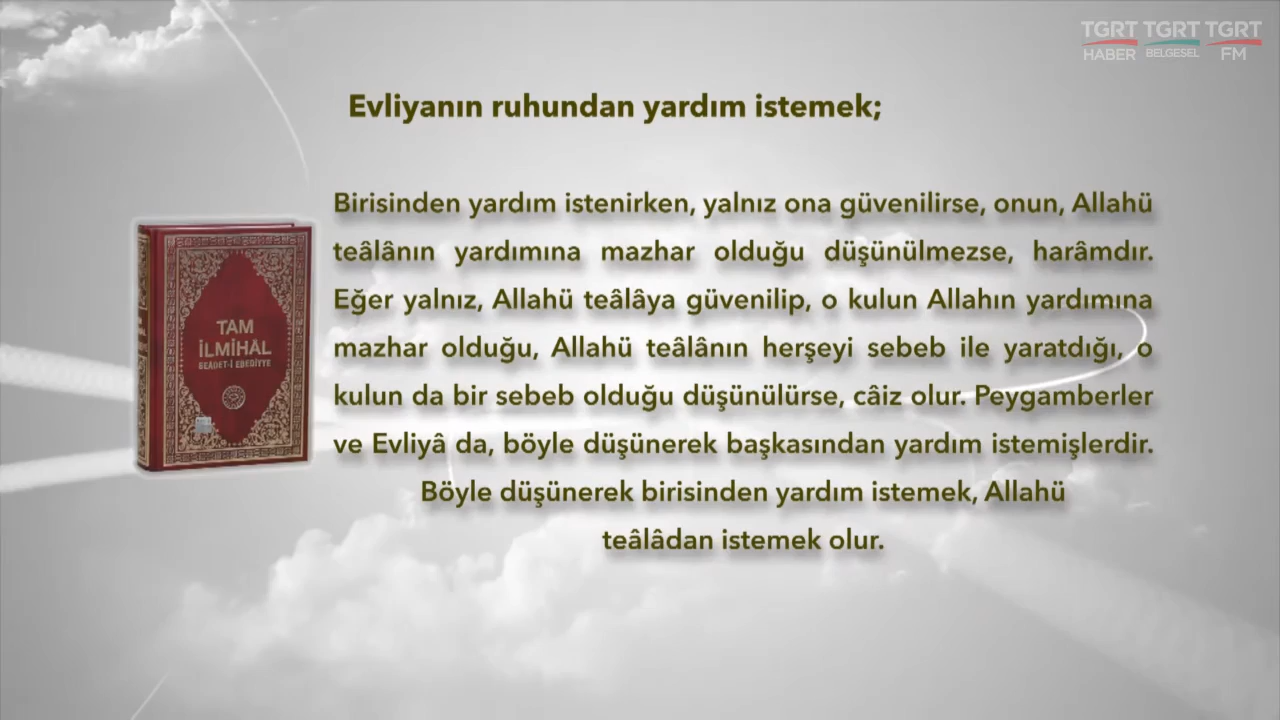 TGRT TGRT TGRT
HABER BELGESEL FM
Evliyanın ruhundan yardım istemek;
Birisinden yardım istenirken, yalnız ona güvenilirse, onun, Allahü
teâlânın yardımına mazhar olduğu düşünülmezse, harâmdır.
Eğer yalnız, Allahü teâlâya güvenilip, o kulun Allahın yardımına
mazhar olduğu, Allahü teâlânın herşeyi sebeb ile yaratdığı, o
kulun da bir sebeb olduğu düşünülürse, câiz olur. Peygamberler
ve Evliyâ da, böyle düşünerek başkasından yardım istemişlerdir.
Böyle düşünerek birisinden yardım istemek, Allahü
teâlâdan istemek olur.
TAM
İLMİHÂL
SEÂDET-İ EBEDİYYE